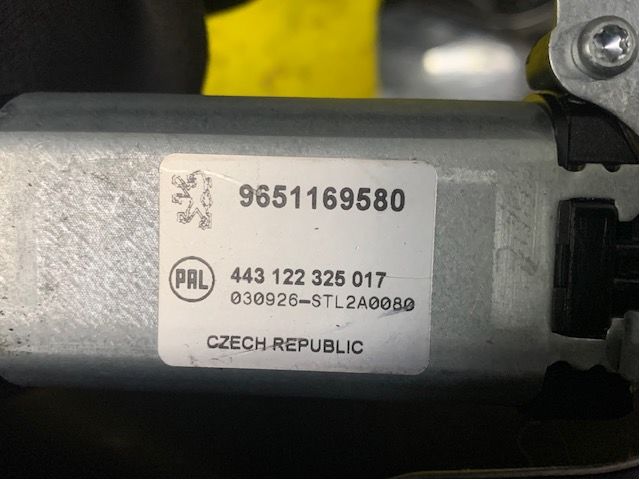 9651169580
PAL 443 122 325 017
030926-STL2A0080
CZECH REPUBLIC